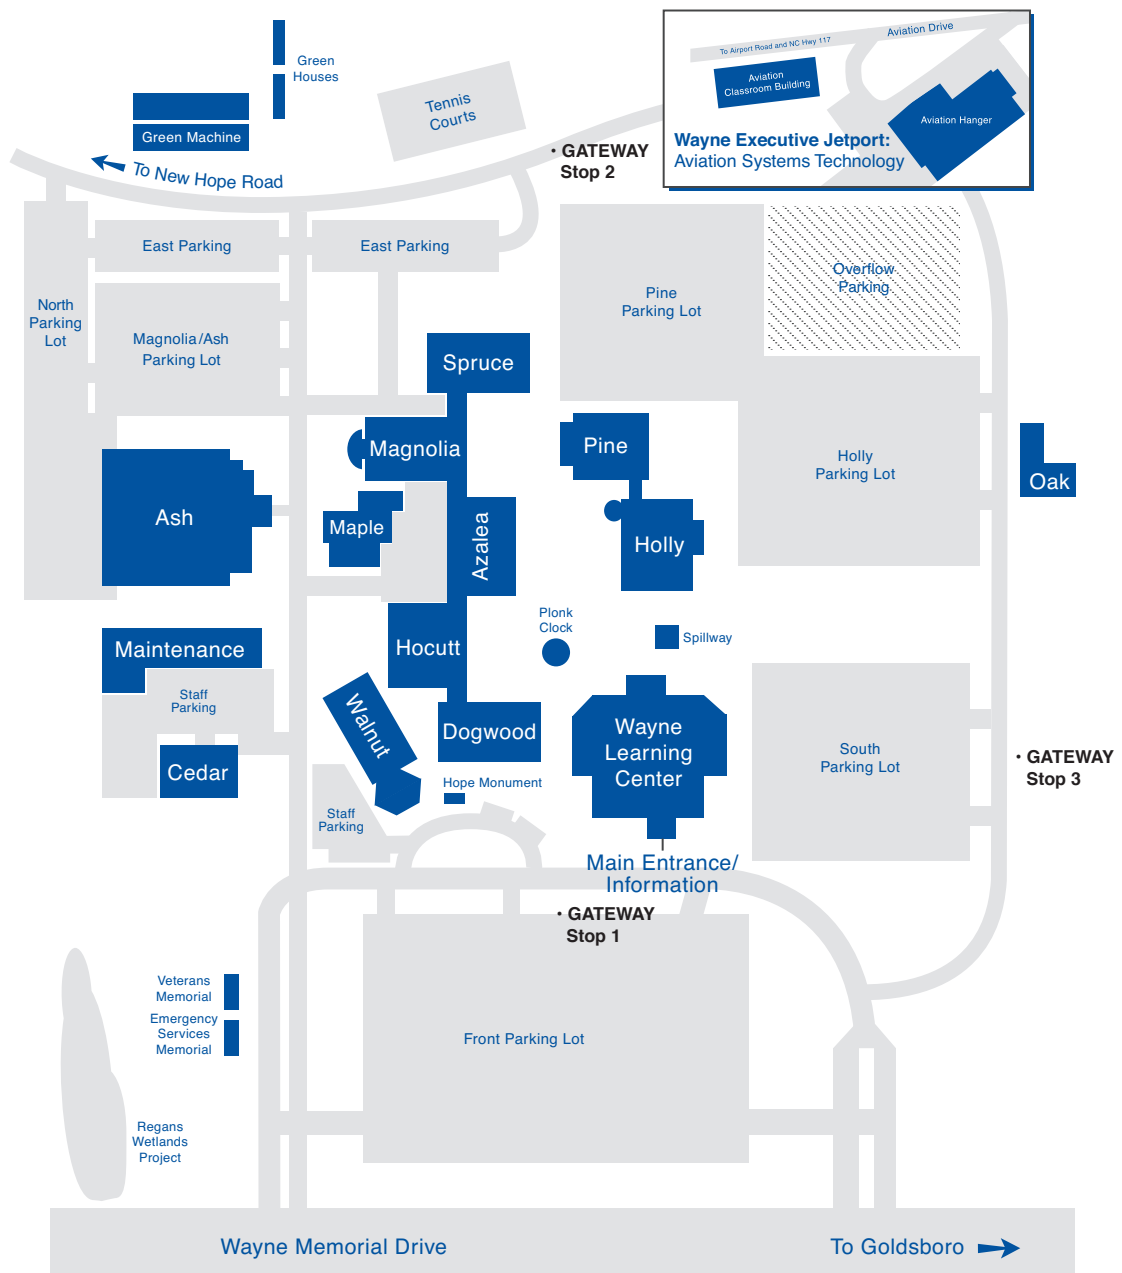 Green
Houses
Green Machine
To New Hope Road
Tennis
Courts
• GATEWAY
Stop 2
To Airport Road and NC Hwy 117
Aviation Drive
Aviation
Classroom Building
Aviation Hanger
Wayne Executive Jetport:
Aviation Systems Technology
East Parking
East Parking
North
Parking
Lot
Magnolia/Ash
Parking Lot
Pine
Parking Lot
Overflow
Parking
Spruce
Magnolia
Pine
Holly
Parking Lot
Oak
Ash
Maple
Azalea
Holly
Plonk
Clock
Spillway
Maintenance
Hocutt
Staff
Parking
Walnut
Dogwood
Wayne
Learning
Center
South
Parking Lot
• GATEWAY
Stop 3
Cedar
Hope Monument
Staff
Parking
Main Entrance/
Information
• GATEWAY
Stop 1
Veterans
Memorial
Emergency
Services
Memorial
Front Parking Lot
Regans
Wetlands
Project
Wayne Memorial Drive
To Goldsboro